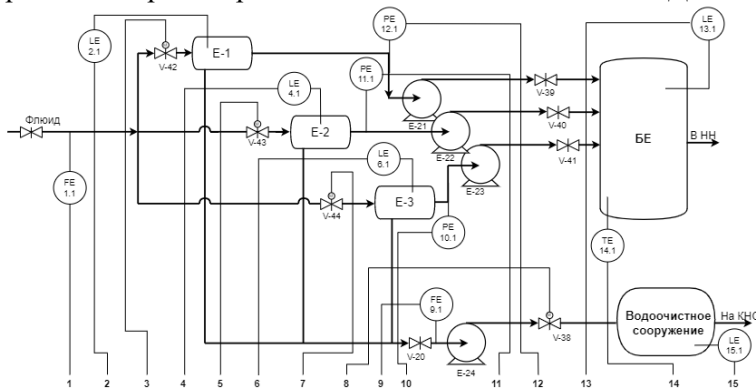 LE
2.1
V-42
E-1
PE
12.1
LE
13.1
PE
11.1
LE
4.1
E-21
V-39
Флюид
V-43
E-2
E-22
V-40
БЕ
В НН
LE
6.1
E-23
V-41
FE
1.1
V-44
E-3
PE
10.1
TE
14.1
FE
9.1
V-20
E-24
V-38
Водоочистное
сооружение
На КНС
LE
15.1
1 2 3 4 5 6 7 8 9 10 11 12 13 14 15